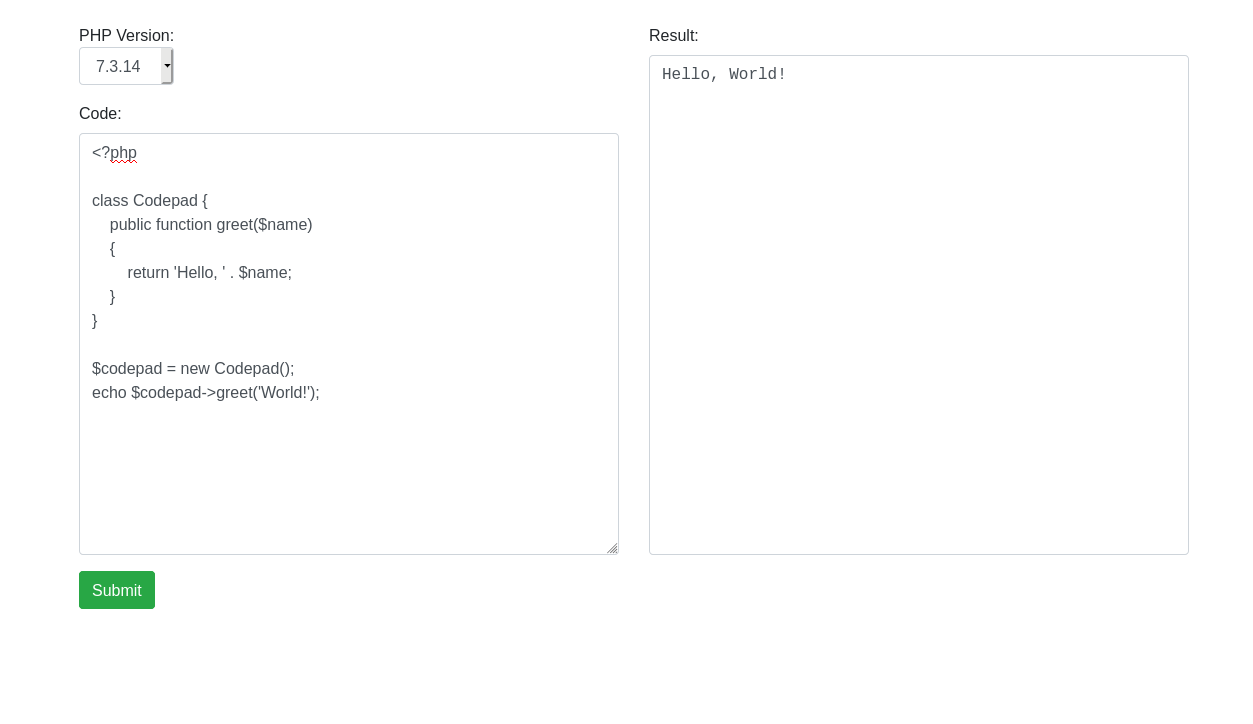 PHP Version:
7.3.14
Code:
<?php
class Codepad {
    public function greet($name)
    {
        return 'Hello, ' . $name;
    }
}
$codepad = new Codepad();
echo $codepad->greet('World!');
Submit
Result:
Hello, World!